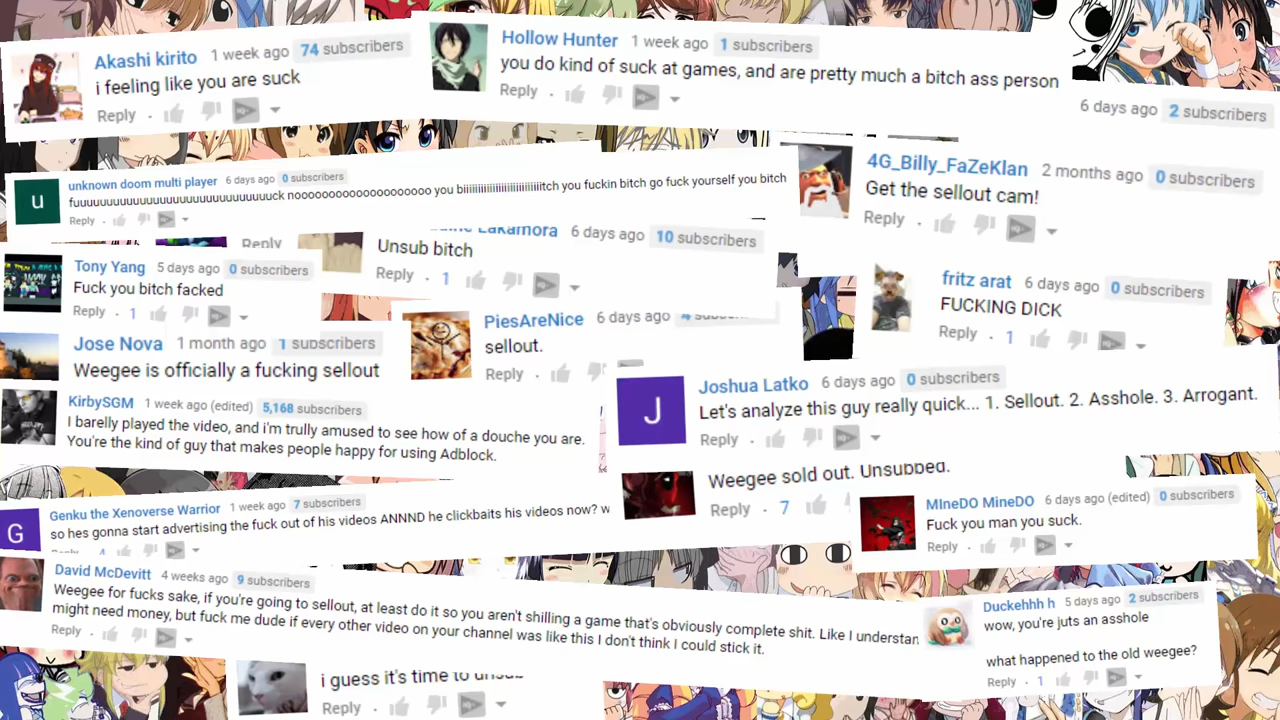 Akashi kirito 1 week ago 74 subscribers
i feeling like you are suck
Reply
Hollow Hunter 1 week ago 1 subscribers
you do kind of suck at games, and are pretty much a bitch ass person
Reply
6 days ago 2 subscribers
unknown doom multi player 6 days ago 0 subscribers
nooooooooooooooooooooo you biiiiiiiiiiiiiiiiiiiiiiiiiiiitch you fuckin bitch go fuck yourself you bitch
fuuuuuuuuuuuuuuuuuuuuuuuuuuuuuck
Reply
u
4G_Billy_FaZeKlan 2 months ago 0 subscribers
Get the sellout cam!
Reply
Reply
Lakamora 6 days ago 10 subscribers
Unsub bitch
Reply 1
Tony Yang 5 days ago 0 subscribers
Fuck you bitch facked
Reply 1
fritz arat 6 days ago 0 subscribers
FUCKING DICK
Reply 1
PiesAreNice 6 days ago 4
sellout.
Reply
Jose Nova 1 month ago 1 subscribers
Weegee is officially a fucking sellout
J
Joshua Latko 6 days ago 0 subscribers
Let's analyze this guy really quick... 1. Sellout. 2. Asshole. 3. Arrogant.
Reply
KirbySGM 1 week ago (edited) 5,168 subscribers
I barelly played the video, and i'm trully amused to see how of a douche you are.
You're the kind of guy that makes people happy for using Adblock.
Weegee sold out. Unsubbed.
Reply 7
G
Genku the Xenoverse Warrior 1 week ago 7 subscribers
so hes gonna start advertising the fuck out of his videos ANNND he clickbaits his videos now? w
Reply 4
MIneDO MineDO 6 days ago (edited) 0 subscribers
Fuck you man you suck.
Reply
David McDevitt 4 weeks ago 9 subscribers
Weegee for fucks sake, if you're going to sellout, at least do it so you aren't shilling a game that's obviously complete shit. Like I understan
might need money, but fuck me dude if every other video on your channel was like this I don't think I could stick it.
Reply
Duckehhh h 5 days ago 2 subscribers
wow, you're juts an asshole
what happened to the old weegee?
Reply 1
i guess it's time to unsub
Reply